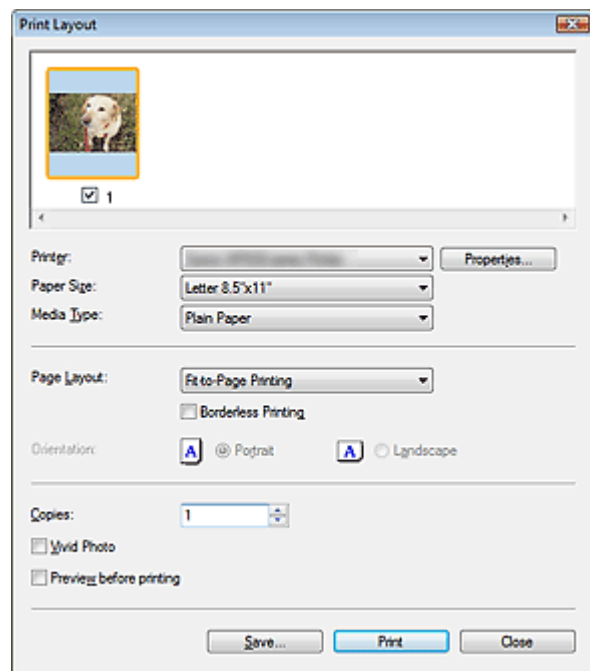 Print Layout
1
Printer:
Properties...
Paper Size:
Letter 8.5"x11"
Media Type:
Plain Paper
Page Layout:
Fit-to-Page Printing
Borderless Printing
Orientation:
A
Portrait
A
Landscape
Copies:
1
Vivid Photo
Preview before printing
Save...
Print
Close